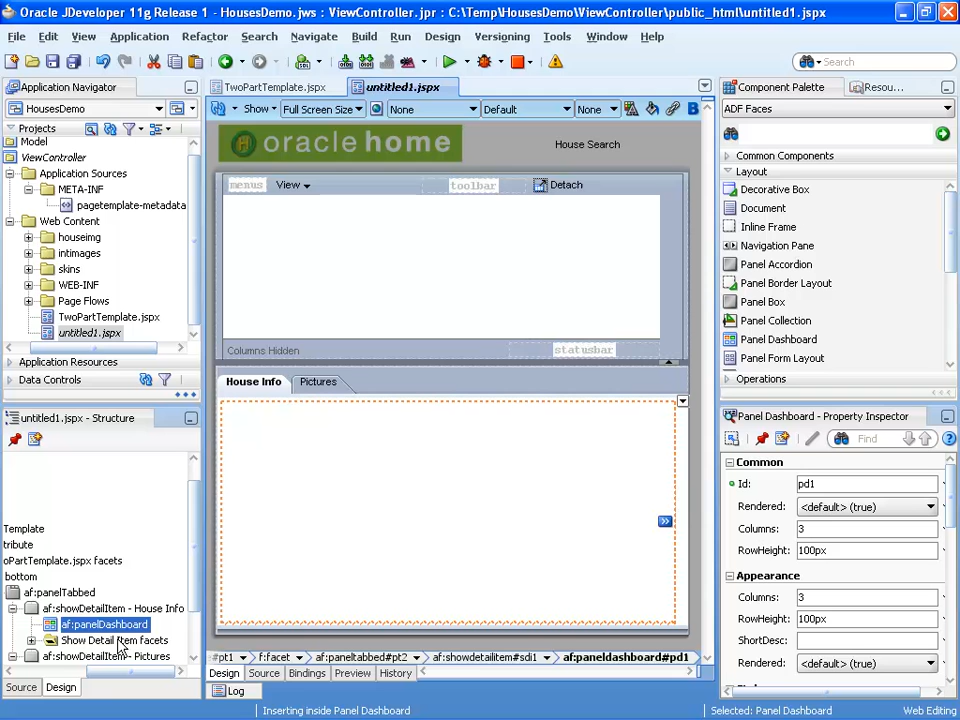 Oracle JDeveloper 11g Release 1 - HousesDemo.jws : ViewController.jpr : C:\Temp\HousesDemo\ViewController\public_html\untitled1.jspx
File Edit View Application Refactor Search Navigate Build Run Design Versioning Tools Window Help
Search
Application Navigator
HousesDemo
Projects
Model
ViewController
Application Sources
META-INF
pagetemplate-metadata
Web Content
houseimg
intimages
skins
WEB-INF
Page Flows
TwoPartTemplate.jspx
untitled1.jspx
Application Resources
Data Controls
untitled1.jspx - Structure
Template
tribute
oPartTemplate.jspx facets
bottom
af:panelTabbed
af:showDetailItem - House Info
af:panelDashboard
Show Detail Item facets
af:showDetailItem - Pictures
Source Design
TwoPartTemplate.jspx untitled1.jspx
Show Full Screen Size None Default None B
oracle home
House Search
menus View toolbar Detach
Columns Hidden statusbar
House Info Pictures
#pt1 f:facet af:paneltabbed#pt2 af:showdetailitem#sdi1 af:paneldashboard#pd1
Design Source Bindings Preview History
Log
Component Palette Resou...
ADF Faces
Common Components
Layout
Decorative Box
Document
Inline Frame
Navigation Pane
Panel Accordion
Panel Border Layout
Panel Box
Panel Collection
Panel Dashboard
Panel Form Layout
Operations
Panel Dashboard - Property Inspector
Find
Common
Id: pd1
Rendered: <default> (true)
Columns: 3
RowHeight: 100px
Appearance
Columns: 3
RowHeight: 100px
ShortDesc:
Rendered: <default> (true)
Inserting inside Panel Dashboard
Selected: Panel Dashboard
Web Editing